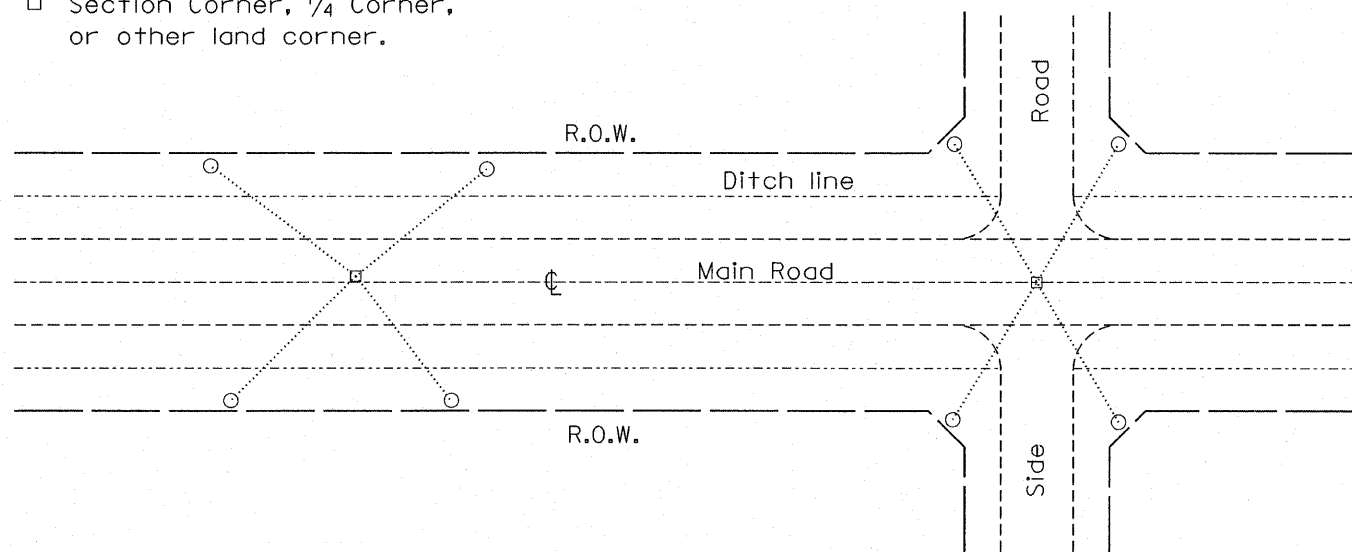 □ Section Corner, 1/4 Corner,
or other land corner.
Road
R.O.W.
Ditch line
Main Road
℄
R.O.W.
Side